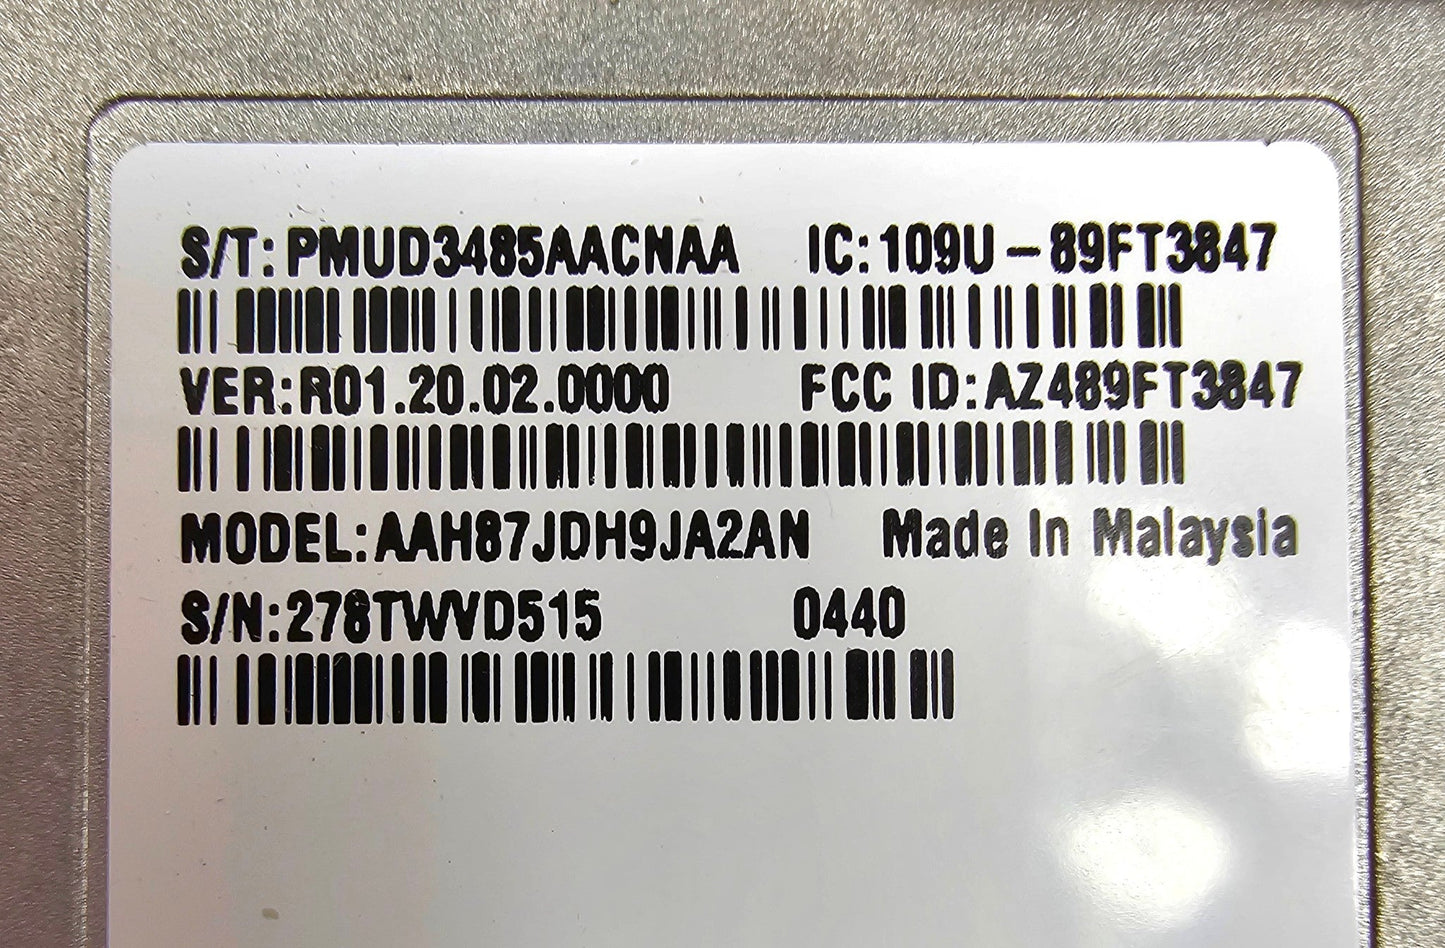 S/T: PMUD3485AACNAA IC: 109U-89FT3847
VER: R01.20.02.0000 FCC ID: AZ489FT3847
MODEL: AAH87JDH9JA2AN Made In Malaysia
S/N: 278TWVD515 0440